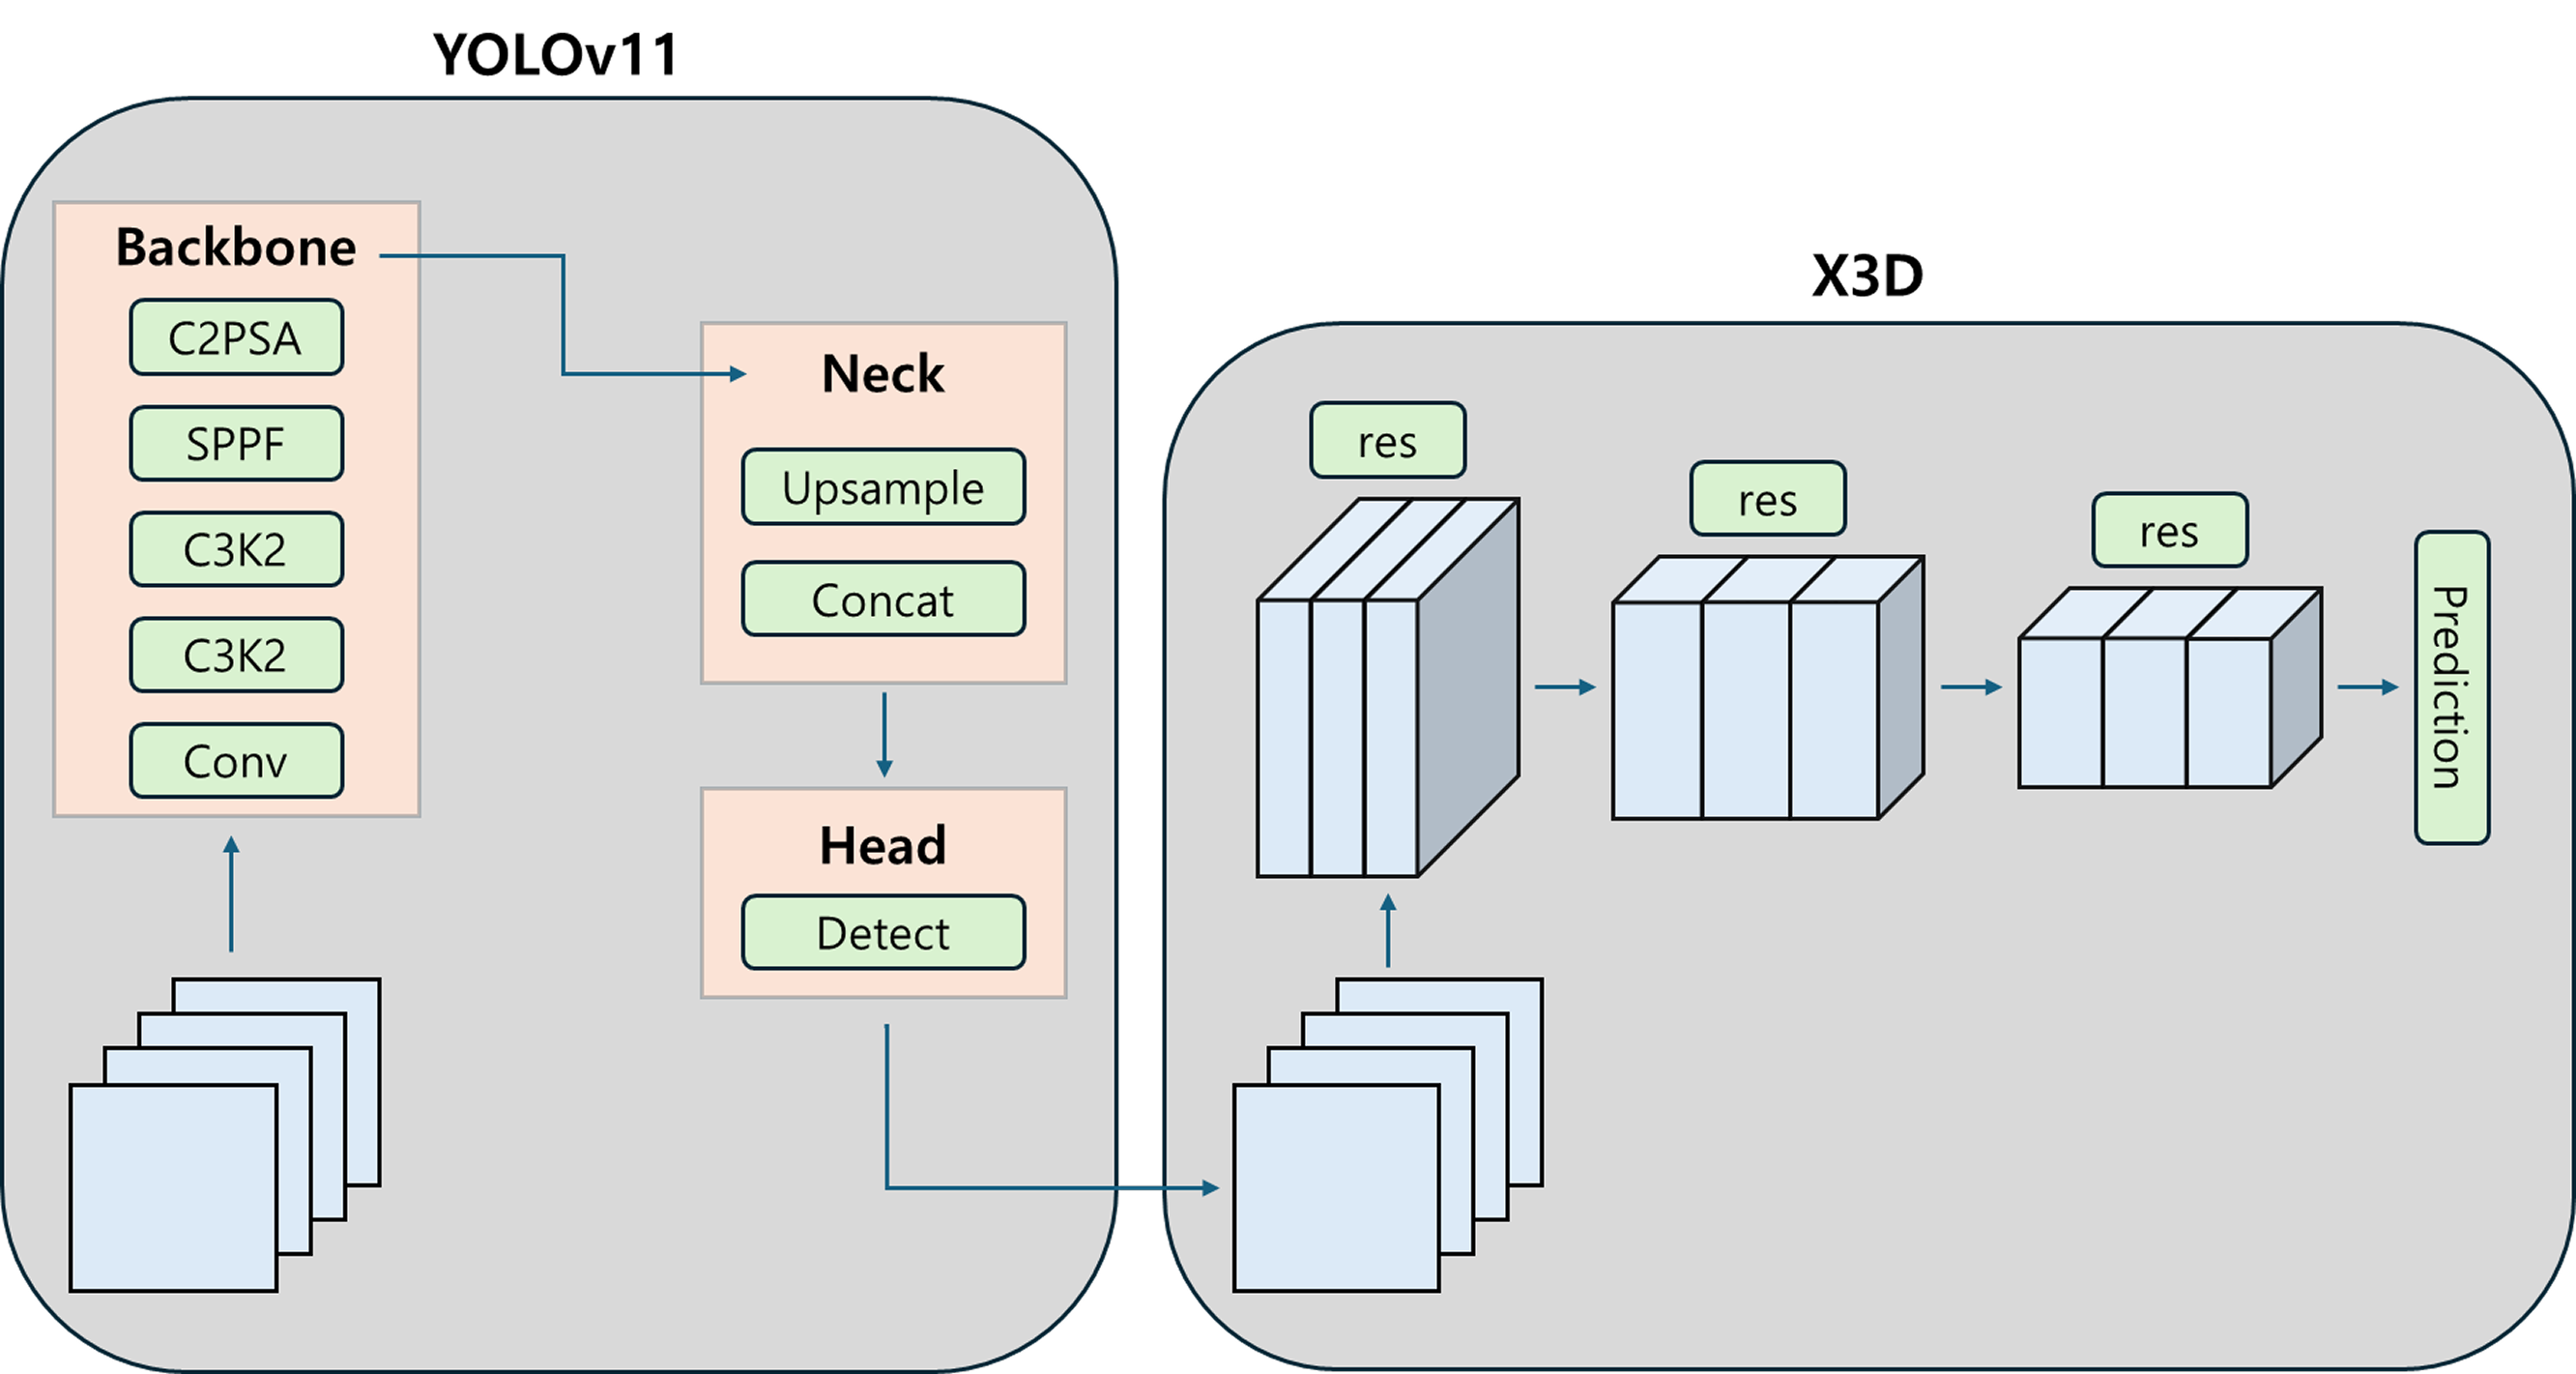 YOLOv11
Backbone
C2PSA
SPPF
C3K2
C3K2
Conv
Neck
Upsample
Concat
Head
Detect
X3D
res
res
res
Prediction